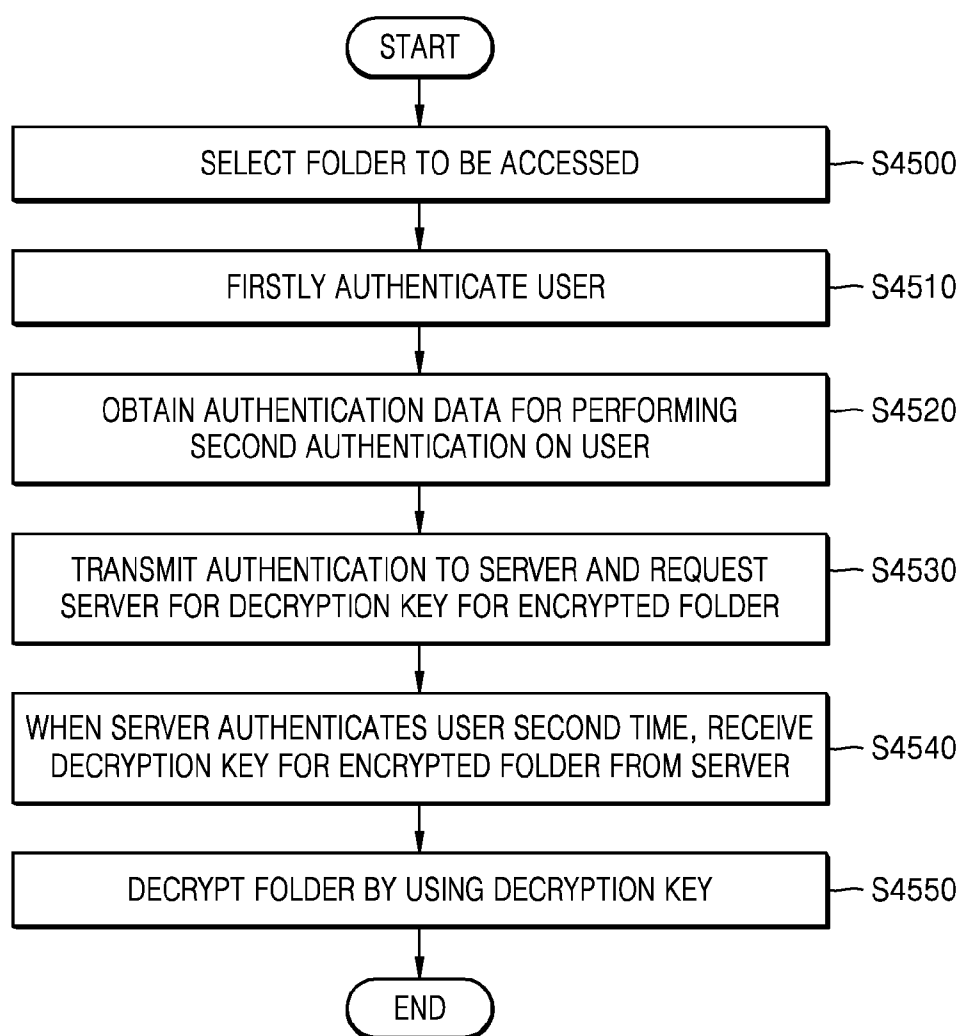 START
SELECT FOLDER TO BE ACCESSED
S4500
FIRSTLY AUTHENTICATE USER
S4510
OBTAIN AUTHENTICATION DATA FOR PERFORMING
SECOND AUTHENTICATION ON USER
S4520
TRANSMIT AUTHENTICATION TO SERVER AND REQUEST
SERVER FOR DECRYPTION KEY FOR ENCRYPTED FOLDER
S4530
WHEN SERVER AUTHENTICATES USER SECOND TIME, RECEIVE
DECRYPTION KEY FOR ENCRYPTED FOLDER FROM SERVER
S4540
DECRYPT FOLDER BY USING DECRYPTION KEY
S4550
END